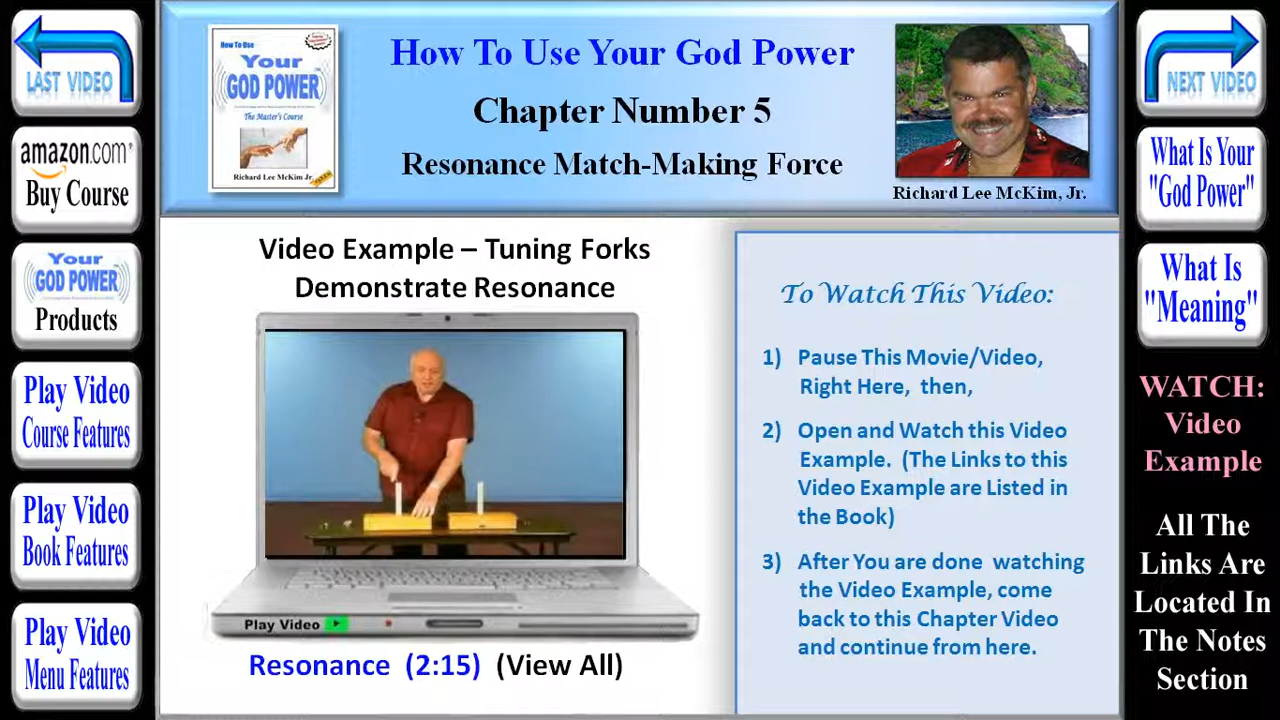 LAST VIDEO
amazon.com
Buy Course
Your
GOD POWER
Products
Play Video
Course Features
Play Video
Book Features
Play Video
Menu Features
How To Use
Your
GOD POWER
The Master's Course
Richard Lee McKim Jr.
How To Use Your God Power
Chapter Number 5
Resonance Match-Making Force
Richard Lee McKim, Jr.
Video Example – Tuning Forks
Demonstrate Resonance
Play Video
Resonance (2:15) (View All)
To Watch This Video:
1) Pause This Movie/Video,
Right Here, then,
2) Open and Watch this Video
Example. (The Links to this
Video Example are Listed in
the Book)
3) After You are done watching
the Video Example, come
back to this Chapter Video
and continue from here.
NEXT VIDEO
What Is Your
"God Power"
What Is
"Meaning"
WATCH:
Video
Example
All The
Links Are
Located In
The Notes
Section